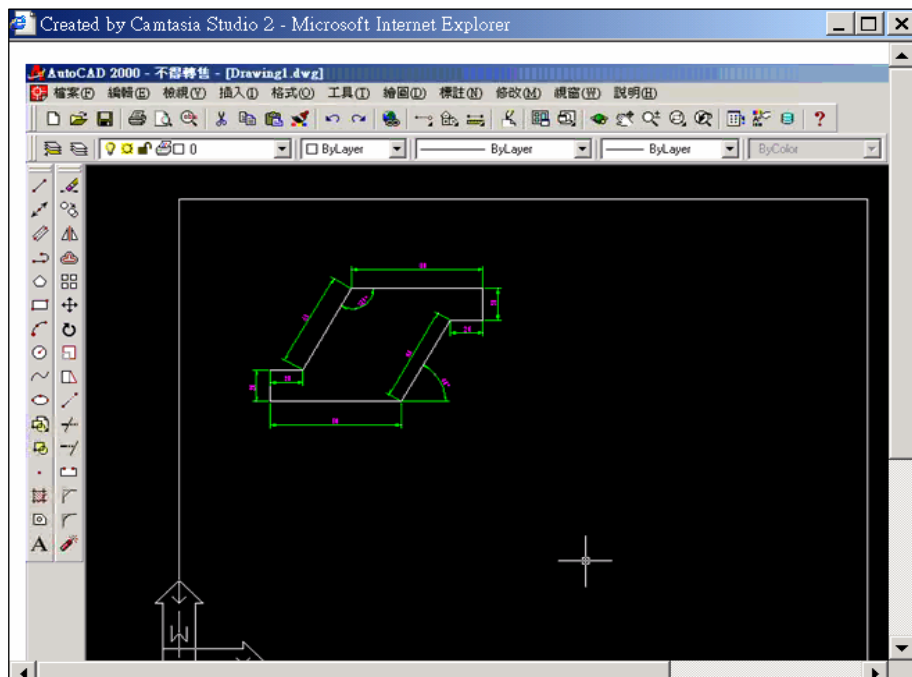 Created by Camtasia Studio 2 - Microsoft Internet Explorer
AutoCAD 2000 - 不得轉售 - [Drawing1.dwg]
檔案(F) 編輯(E) 檢視(V) 插入(I) 格式(O) 工具(T) 繪圖(D) 標註(N) 修改(M) 視窗(W) 說明(H)
0 ByLayer ByLayer ByLayer ByColor
A
W